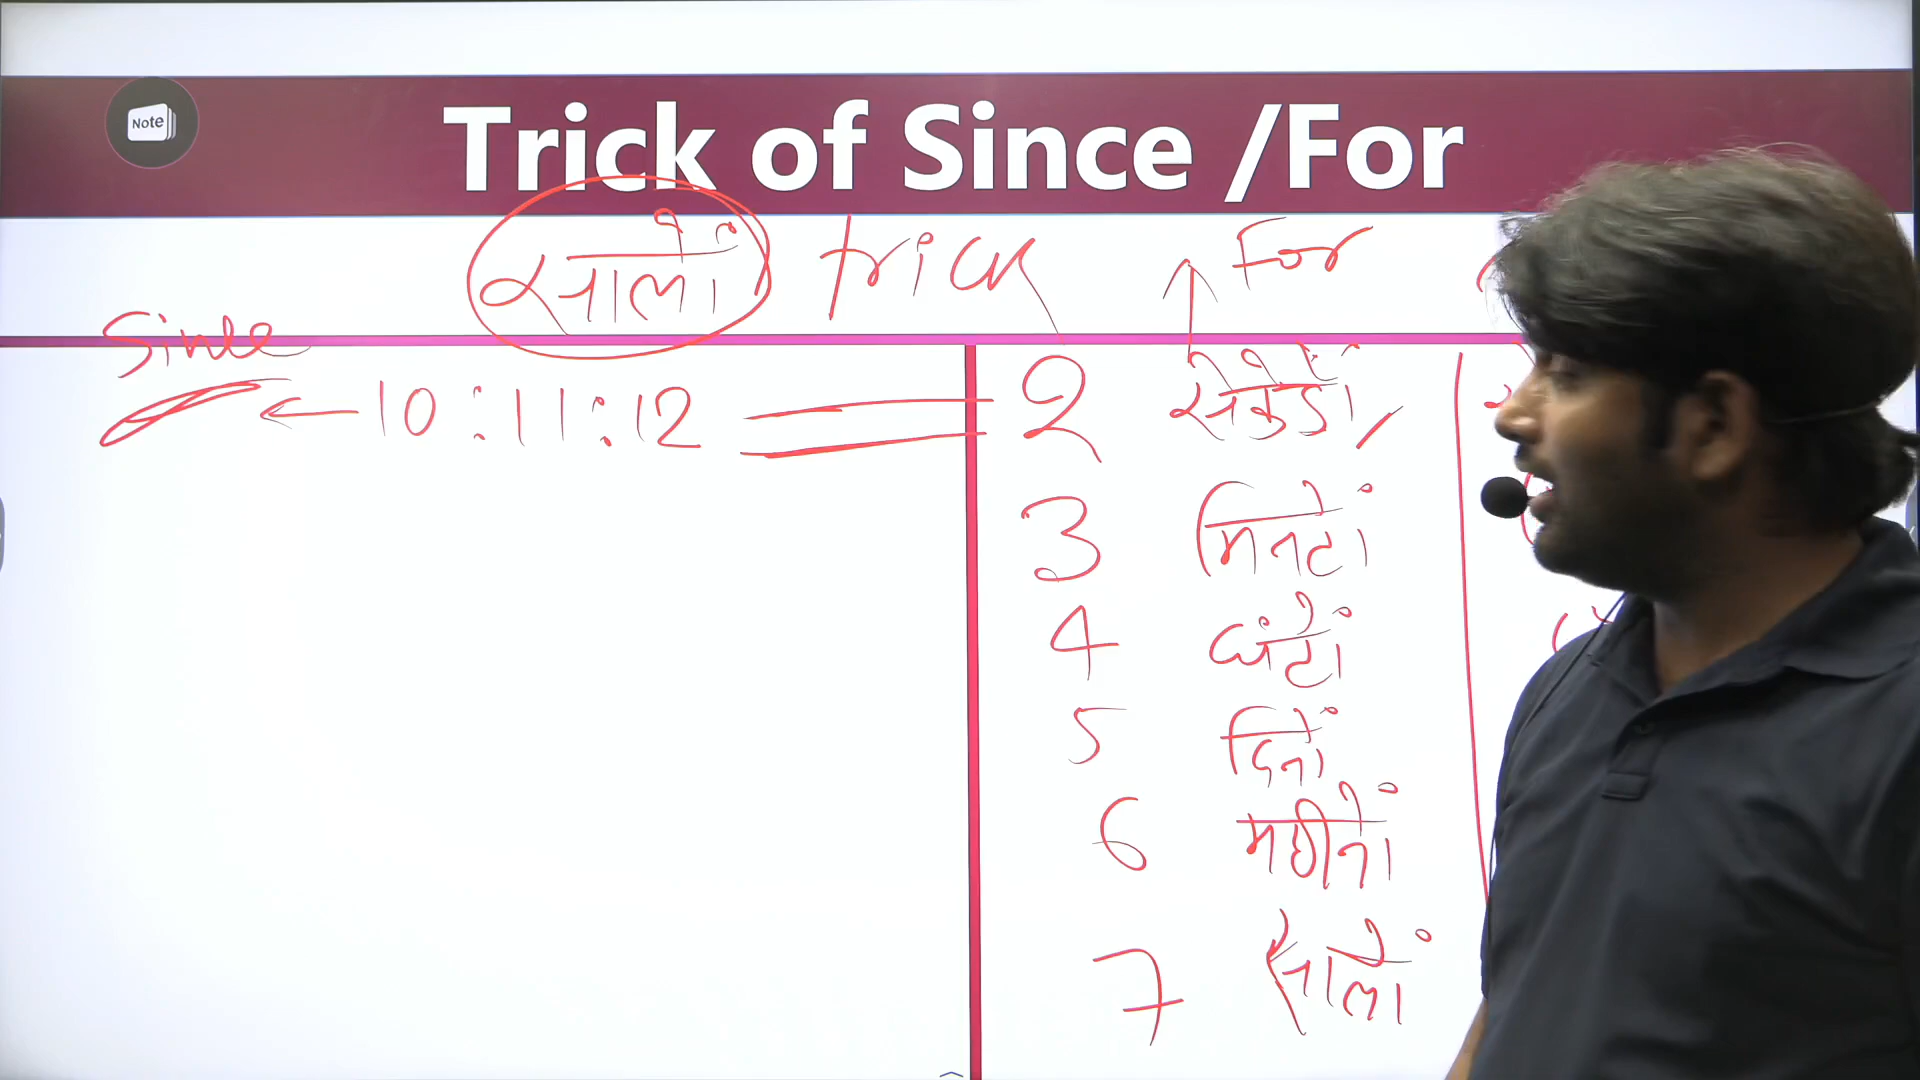 Note
Trick of Since /For
सालों trick For
Since
←10:11:12
2 सेकेंडों
3 मिनटों
4 घंटों
5 दिनों
6 महीनों
7 सालों